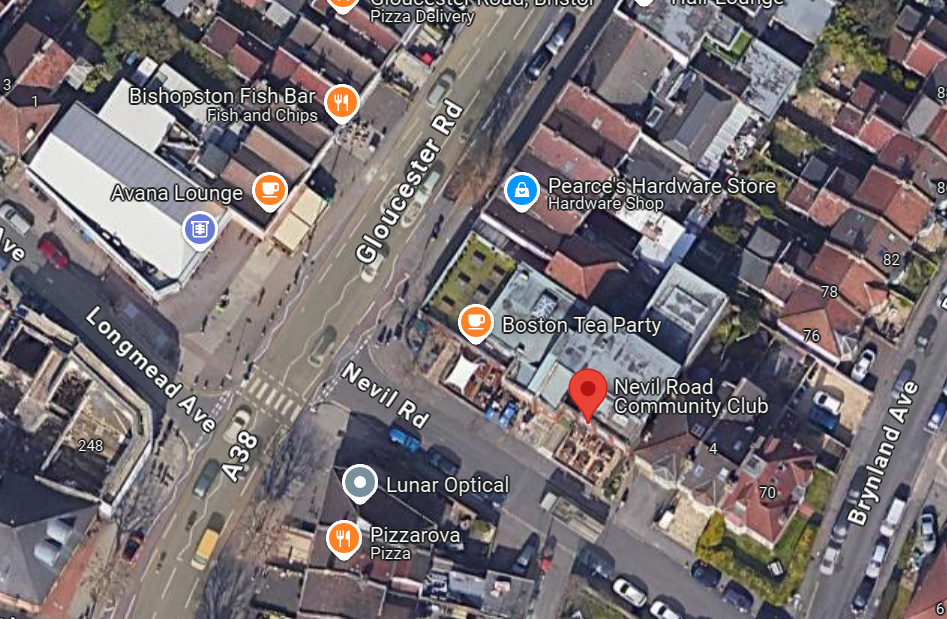 Gloucester Road, Bristol
Pizza Delivery
Hair Lounge
3
1
Bishopston Fish Bar
Fish and Chips
Gloucester Rd
Avana Lounge
Pearce's Hardware Store
Hardware Shop
Ave
82
78
76
Longmead Ave
Boston Tea Party
Nevil Rd
Nevil Road
Community Club
Brynland Ave
248
A38
4
70
Lunar Optical
Pizzarova
Pizza
6